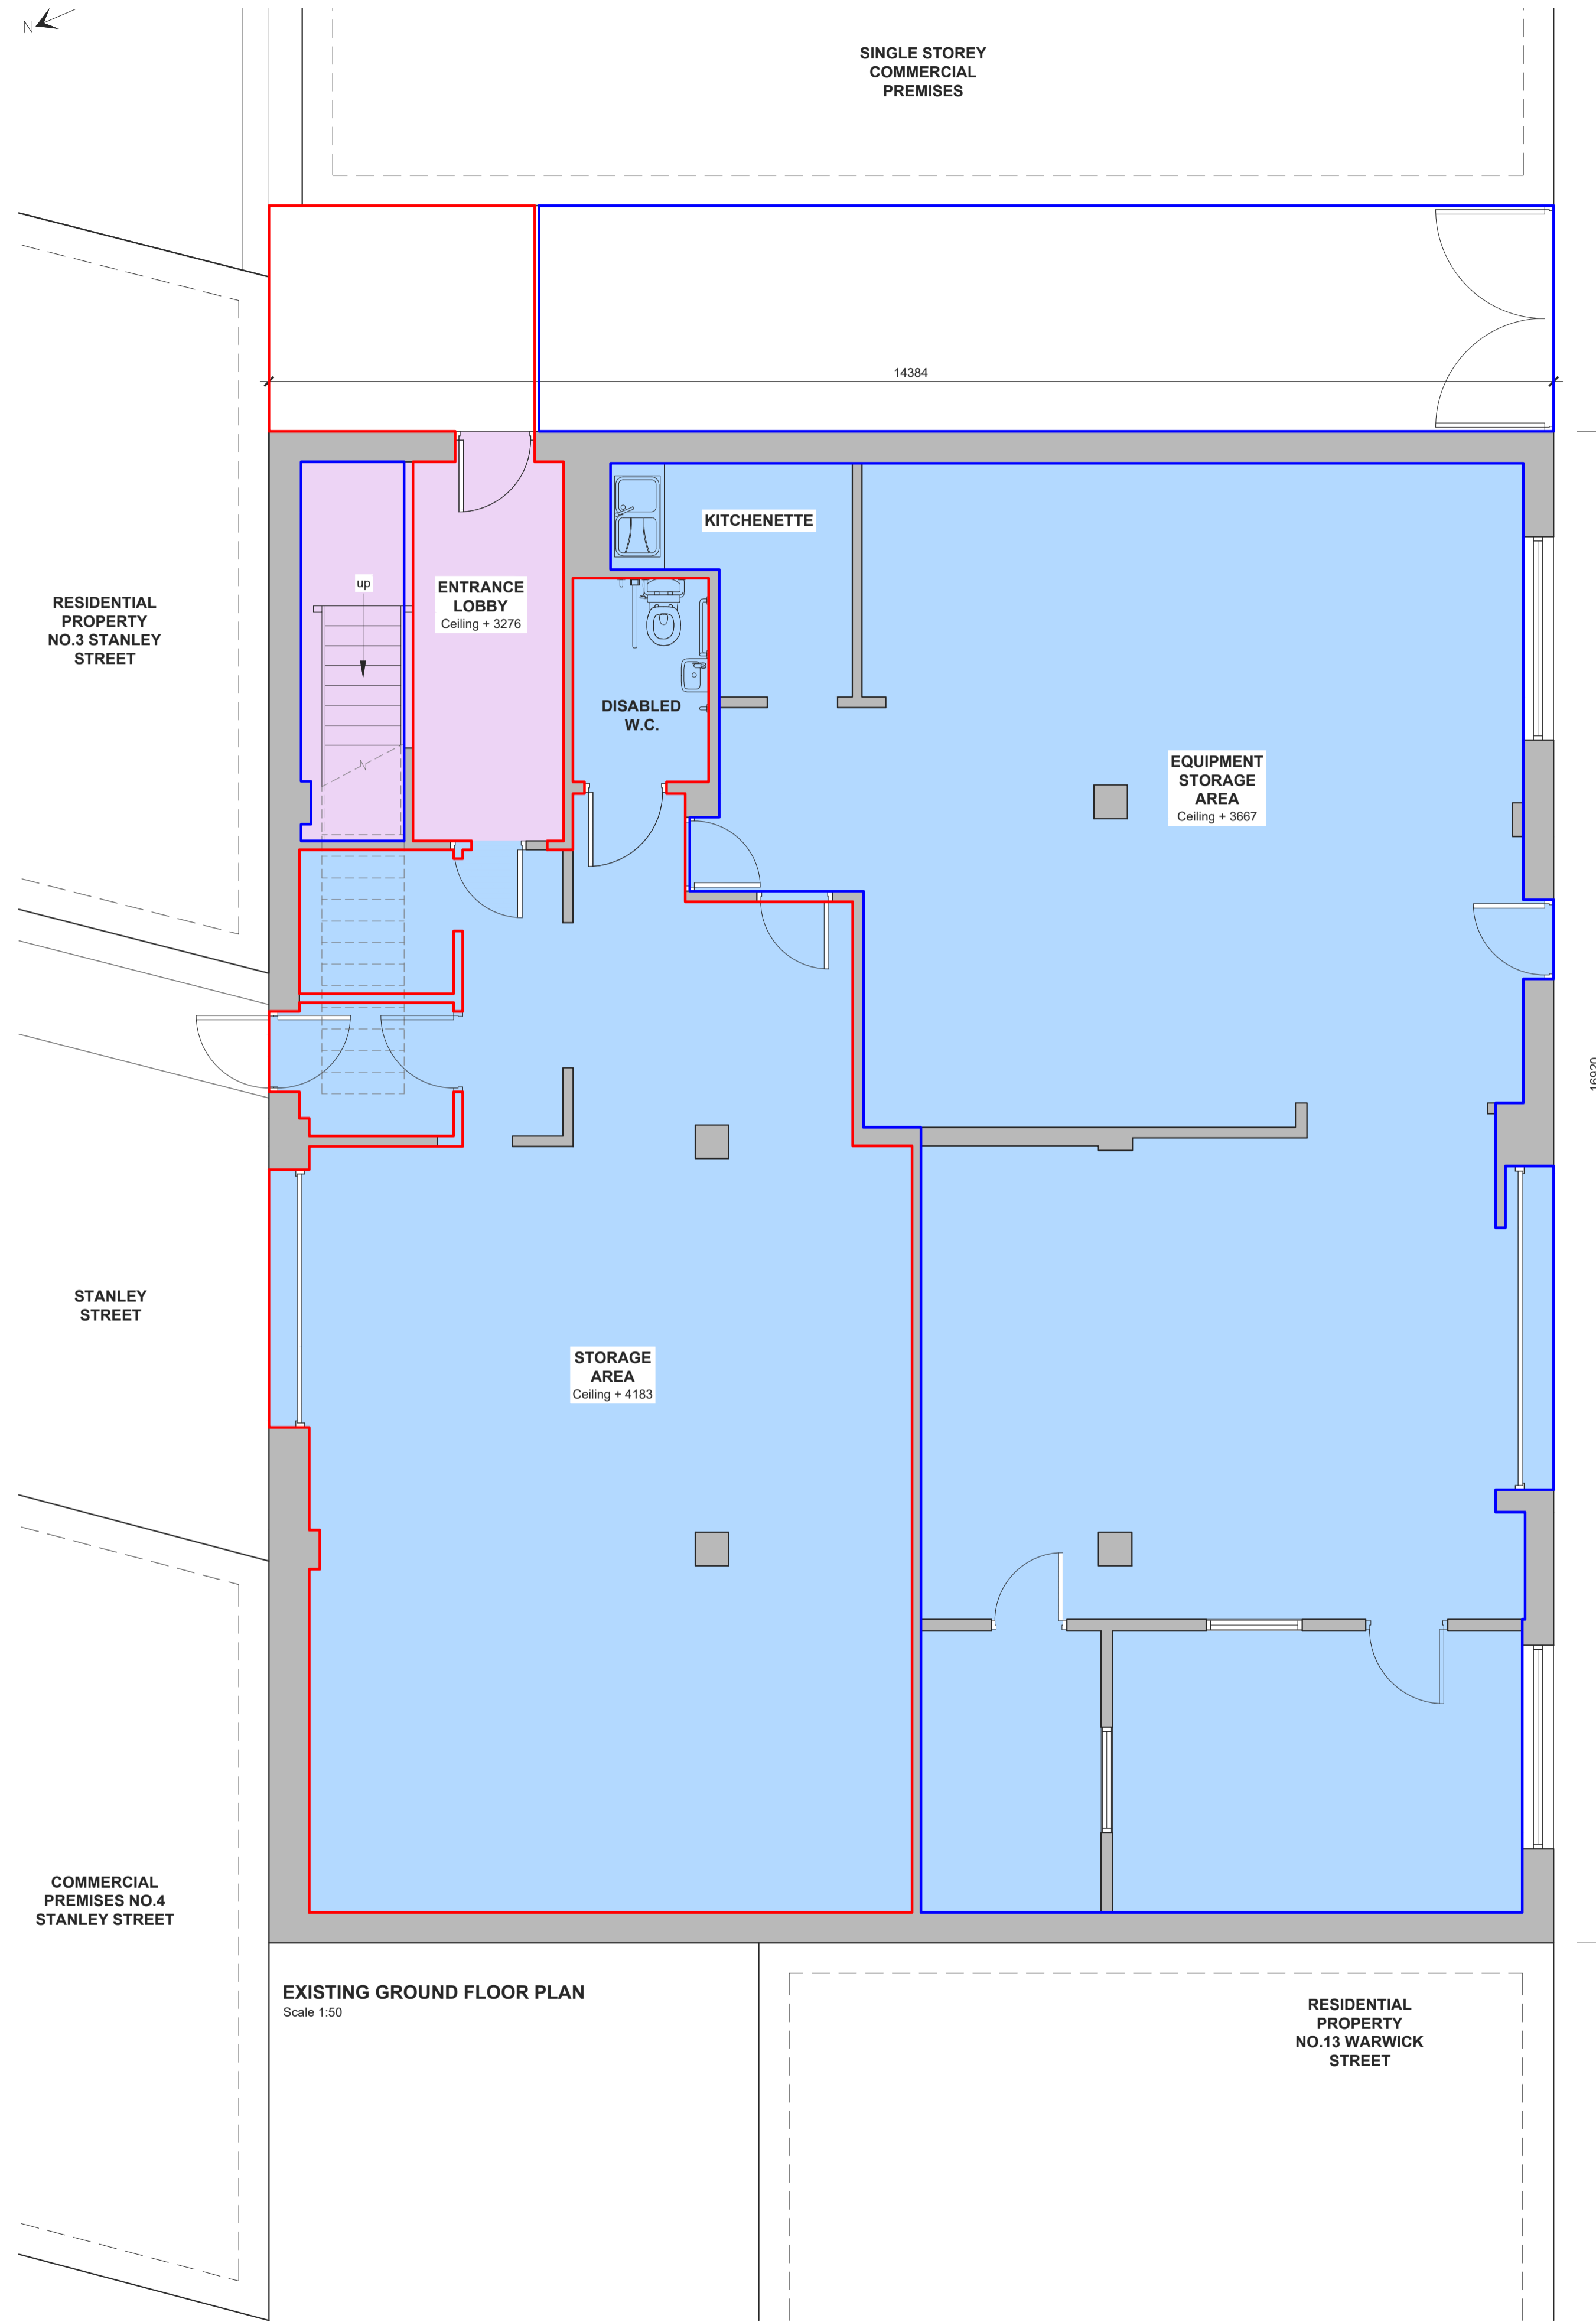 N
SINGLE STOREY
COMMERCIAL
PREMISES
14384
KITCHENETTE
up
ENTRANCE
LOBBY
Ceiling + 3276
RESIDENTIAL
PROPERTY
NO.3 STANLEY
STREET
DISABLED
W.C.
EQUIPMENT
STORAGE
AREA
Ceiling + 3667
16920
STANLEY
STREET
STORAGE
AREA
Ceiling + 4183
COMMERCIAL
PREMISES NO.4
STANLEY STREET
EXISTING GROUND FLOOR PLAN
Scale 1:50
RESIDENTIAL
PROPERTY
NO.13 WARWICK
STREET